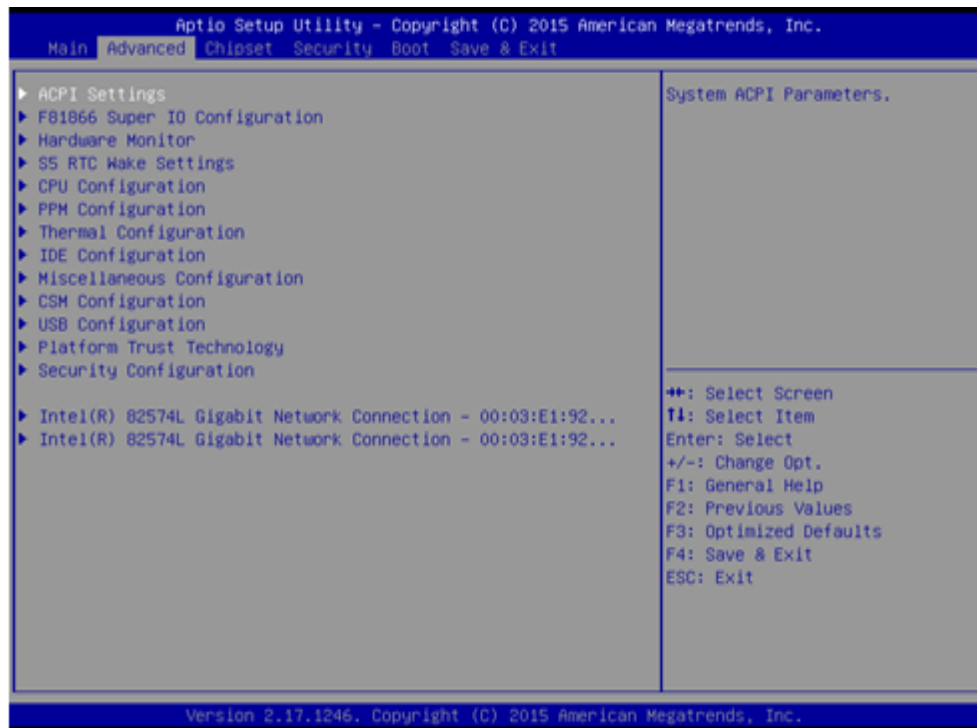 Aptio Setup Utility – Copyright (C) 2015 American Megatrends, Inc.
Main Advanced Chipset Security Boot Save & Exit
ACPI Settings
F81866 Super IO Configuration
Hardware Monitor
S5 RTC Wake Settings
CPU Configuration
PPM Configuration
Thermal Configuration
IDE Configuration
Miscellaneous Configuration
CSM Configuration
USB Configuration
Platform Trust Technology
Security Configuration
Intel(R) 82574L Gigabit Network Connection - 00:03:E1:92...
Intel(R) 82574L Gigabit Network Connection - 00:03:E1:92...
System ACPI Parameters.
→←: Select Screen
↑↓: Select Item
Enter: Select
+/-: Change Opt.
F1: General Help
F2: Previous Values
F3: Optimized Defaults
F4: Save & Exit
ESC: Exit
Version 2.17.1246. Copyright (C) 2015 American Megatrends, Inc.